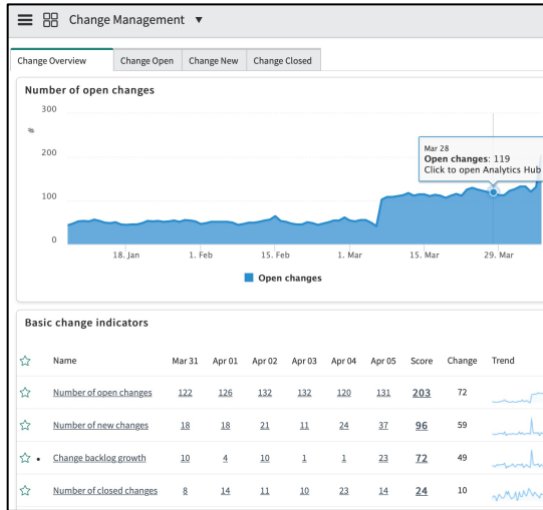 Change Management ▼
Change Overview Change Open Change New Change Closed
Number of open changes
300
#
200
100
0
Mar 28
Open changes: 119
Click to open Analytics Hub
18. Jan 1. Feb 15. Feb 1. Mar 15. Mar 29. Mar
Open changes
Basic change indicators
Name Mar 31 Apr 01 Apr 02 Apr 03 Apr 04 Apr 05 Score Change Trend
Number of open changes 122 126 132 132 120 131 203 72
Number of new changes 18 18 21 11 24 37 96 59
Change backlog growth 10 4 10 1 1 23 72 49
Number of closed changes 8 14 11 10 23 14 24 10